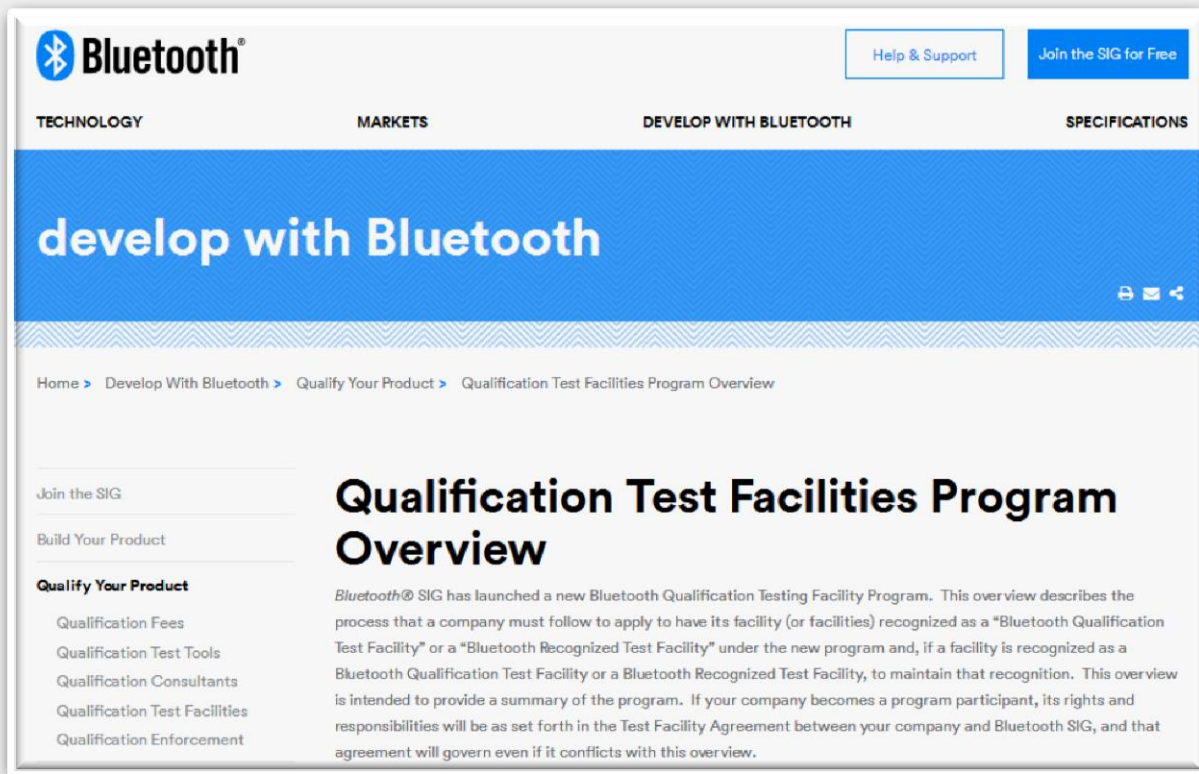 Bluetooth®
Help & Support
Join the SIG for Free
TECHNOLOGY
MARKETS
DEVELOP WITH BLUETOOTH
SPECIFICATIONS
develop with Bluetooth
Home > Develop With Bluetooth > Qualify Your Product > Qualification Test Facilities Program Overview
Join the SIG
Build Your Product
Qualify Your Product
Qualification Fees
Qualification Test Tools
Qualification Consultants
Qualification Test Facilities
Qualification Enforcement
Qualification Test Facilities Program
Overview
Bluetooth® SIG has launched a new Bluetooth Qualification Testing Facility Program. This overview describes the
process that a company must follow to apply to have its facility (or facilities) recognized as a “Bluetooth Qualification
Test Facility” or a “Bluetooth Recognized Test Facility” under the new program and, if a facility is recognized as a
Bluetooth Qualification Test Facility or a Bluetooth Recognized Test Facility, to maintain that recognition. This overview
is intended to provide a summary of the program. If your company becomes a program participant, its rights and
responsibilities will be as set forth in the Test Facility Agreement between your company and Bluetooth SIG, and that
agreement will govern even if it conflicts with this overview.